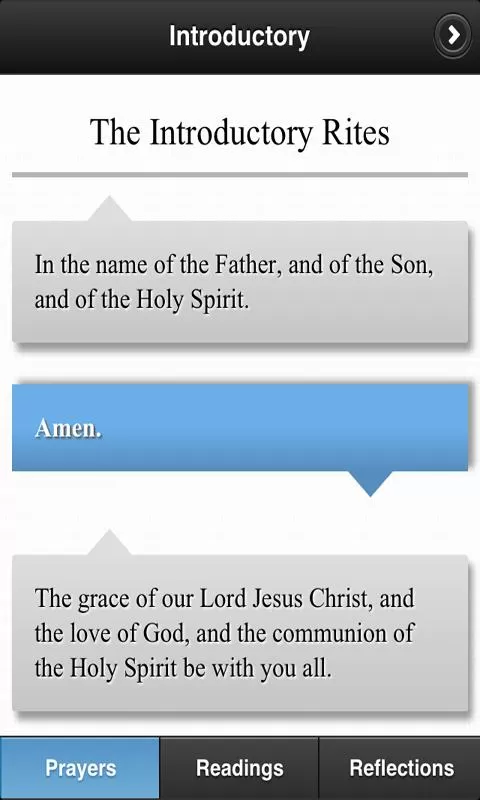 Introductory
The Introductory Rites
In the name of the Father, and of the Son,
and of the Holy Spirit.
Amen.
The grace of our Lord Jesus Christ, and
the love of God, and the communion of
the Holy Spirit be with you all.
Prayers
Readings
Reflections